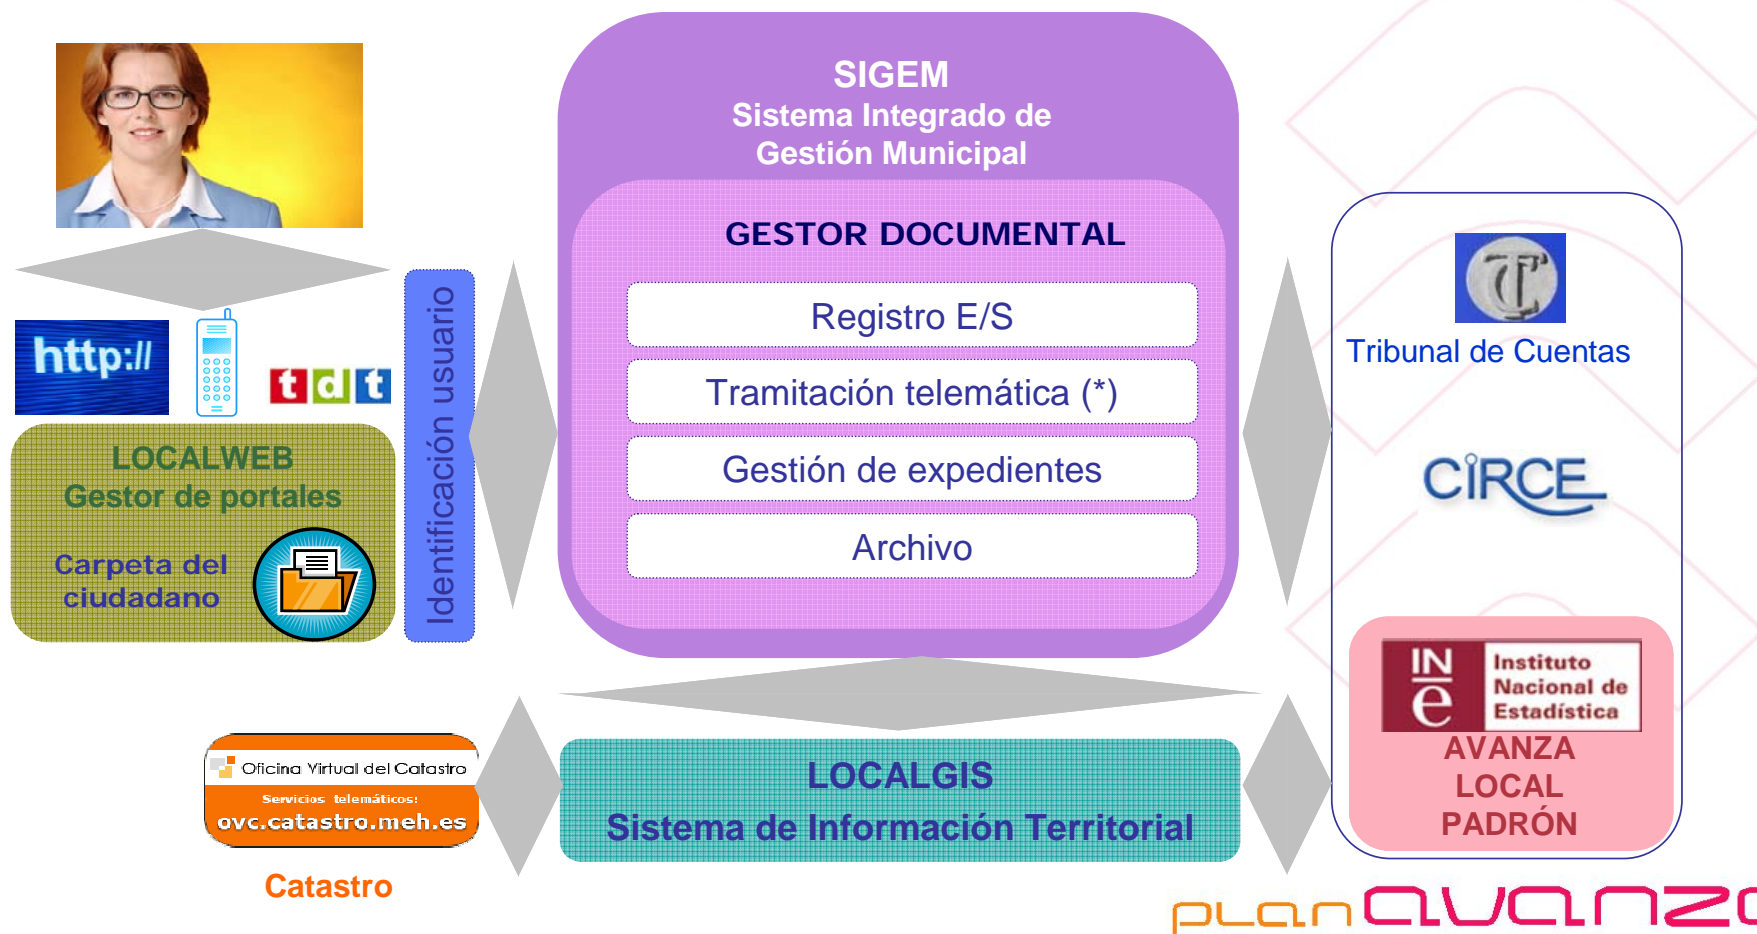 SIGEM
Sistema Integrado de
Gestión Municipal
GESTOR DOCUMENTAL
Registro E/S
Tramitación telemática (*)
Gestión de expedientes
Archivo
http://
tdt
LOCALWEB
Gestor de portales
Carpeta del
ciudadano
Identificación usuario
TC
Tribunal de Cuentas
CIRCE
INe
Instituto
Nacional de
Estadística
AVANZA
LOCAL
PADRÓN
Oficina Virtual del Catastro
Servicios telemáticos:
ovc.catastro.meh.es
Catastro
LOCALGIS
Sistema de Información Territorial
plan avanza